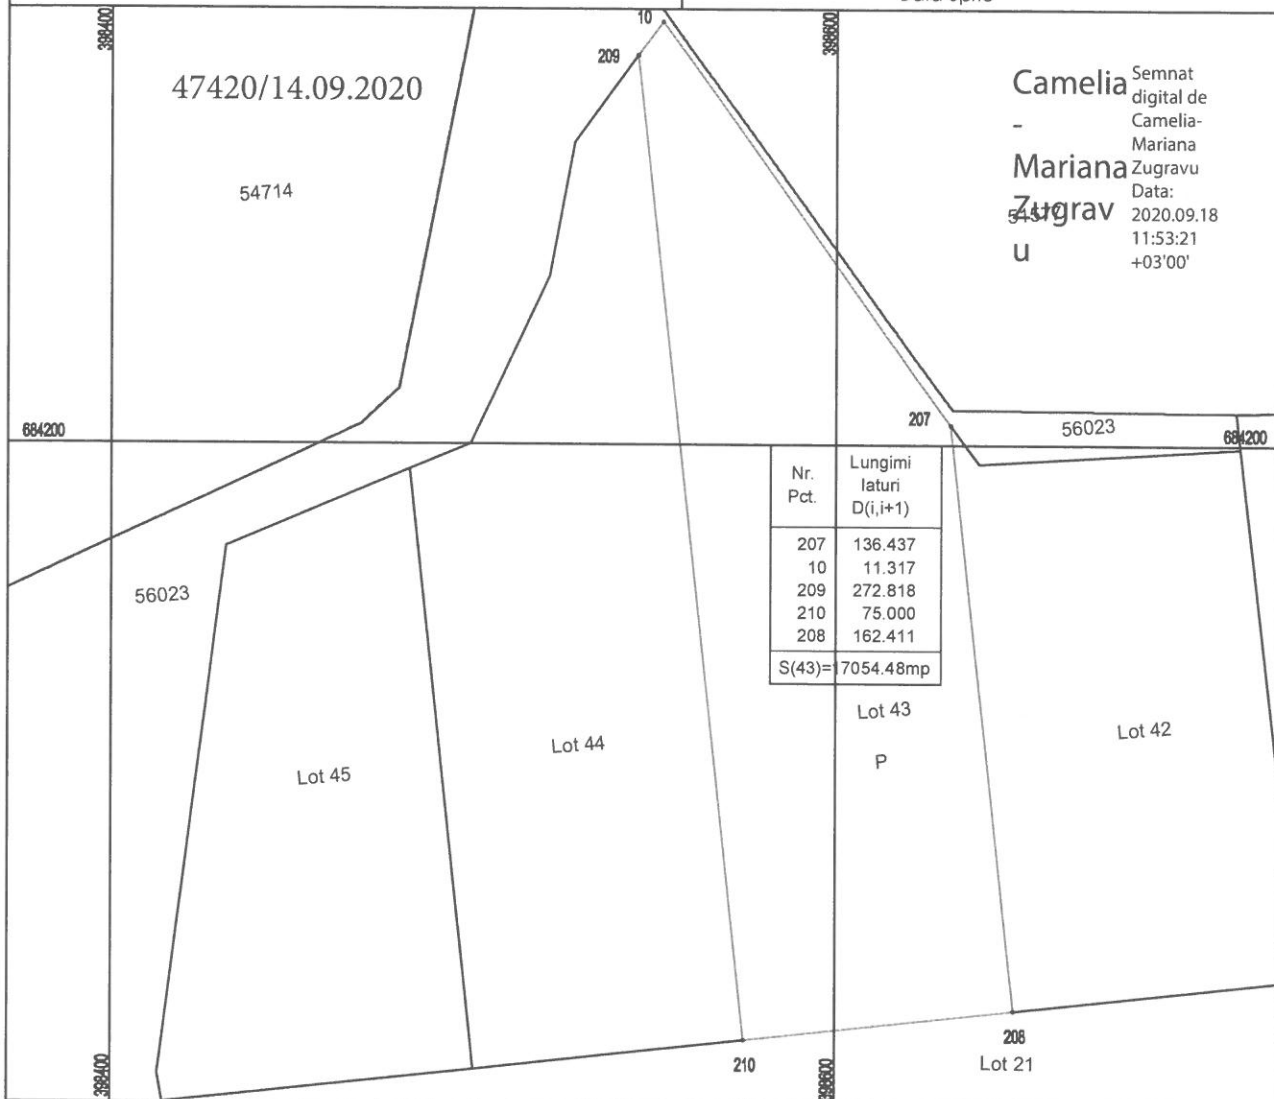 398400
10
398600
209
47420/14.09.2020
54714
Camelia
-
Mariana
Zugrav
u
Semnat
digital de
Camelia-
Mariana
Zugravu
Data:
2020.09.18
11:53:21
+03'00'
684200
207
56023
684200
Nr. Pct. Lungimi laturi D(i,i+1)
207 136.437
10 11.317
209 272.818
210 75.000
208 162.411
S(43)=17054.48mp
56023
Lot 43
P
Lot 42
Lot 44
Lot 45
398400
210
398600
208
Lot 21